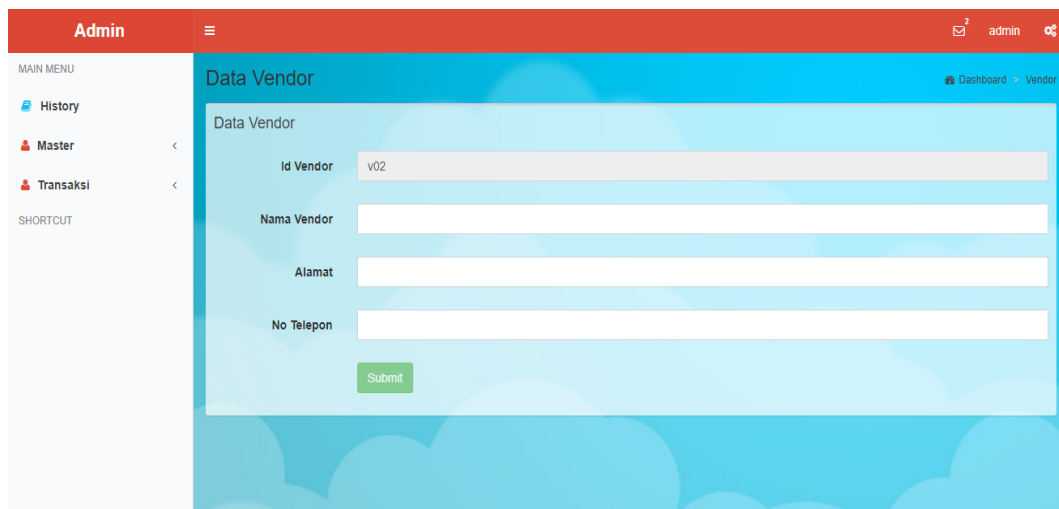 Admin
2
admin
MAIN MENU
History
Master
Transaksi
SHORTCUT
Data Vendor
Dashboard > Vendor
Data Vendor
Id Vendor v02
Nama Vendor
Alamat
No Telepon
Submit